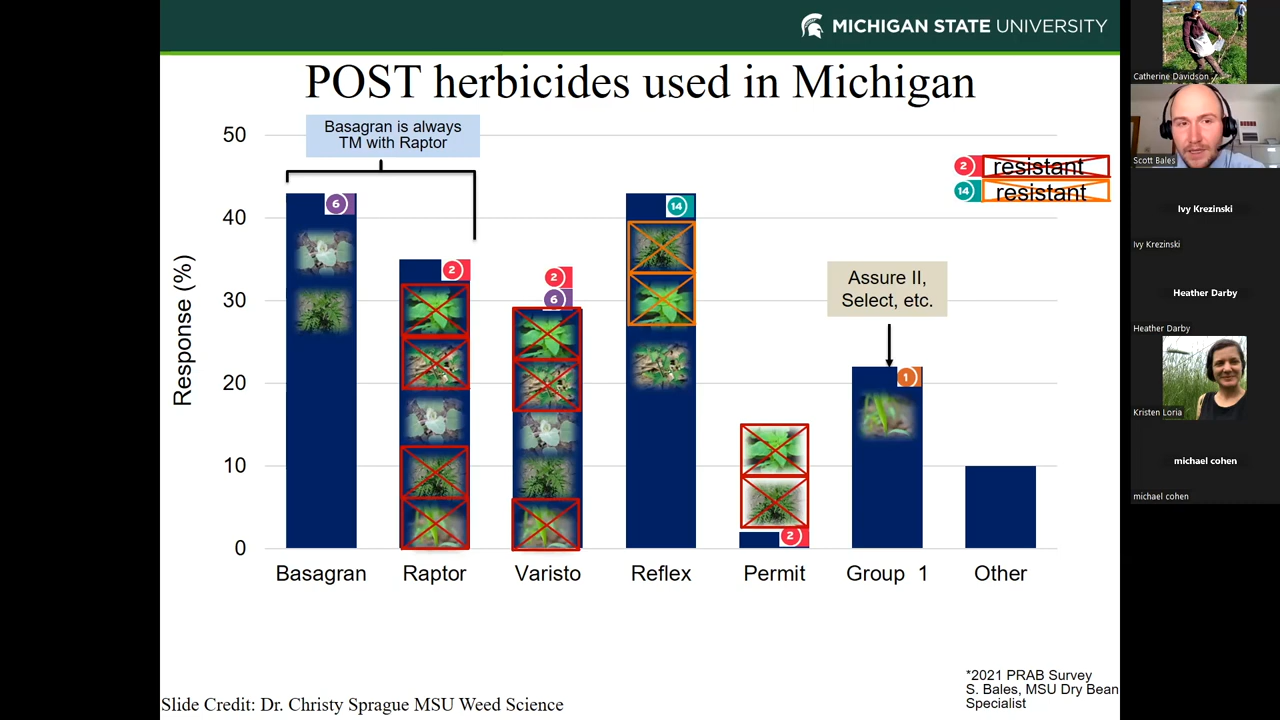 MICHIGAN STATE UNIVERSITY
POST herbicides used in Michigan
Basagran is always
TM with Raptor
50
40
30
20
10
0
Response (%)
6
2
2
6
14
2
1
2 resistant
14 resistant
Assure II,
Select, etc.
Basagran
Raptor
Varisto
Reflex
Permit
Group 1
Other
*2021 PRAB Survey
S. Bales, MSU Dry Bean
Specialist
Slide Credit: Dr. Christy Sprague MSU Weed Science
Catherine Davidson
Scott Bales
Ivy Krezinski
Ivy Krezinski
Heather Darby
Heather Darby
Kristen Loria
michael cohen
michael cohen